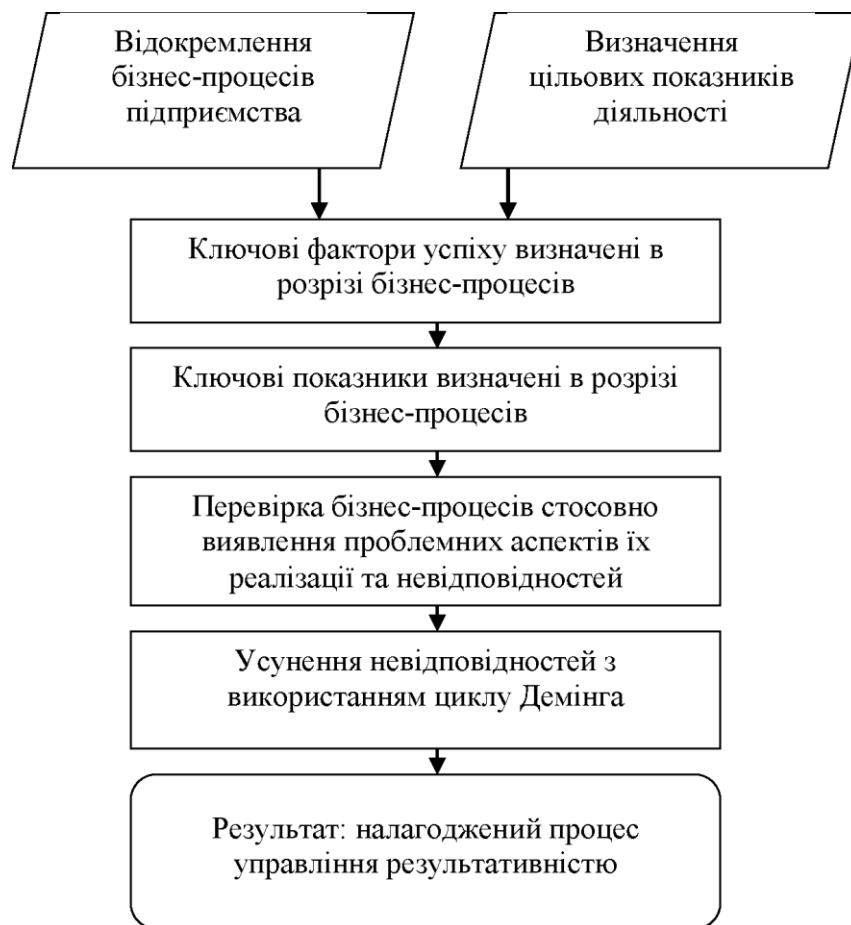 Відокремлення
бізнес-процесів
підприємства
Визначення
цільових показників
діяльності
Ключові фактори успіху визначені в
розрізі бізнес-процесів
Ключові показники визначені в розрізі
бізнес-процесів
Перевірка бізнес-процесів стосовно
виявлення проблемних аспектів їх
реалізації та невідповідностей
Усунення невідповідностей з
використанням циклу Демінга
Результат: налагоджений процес
управління результативністю